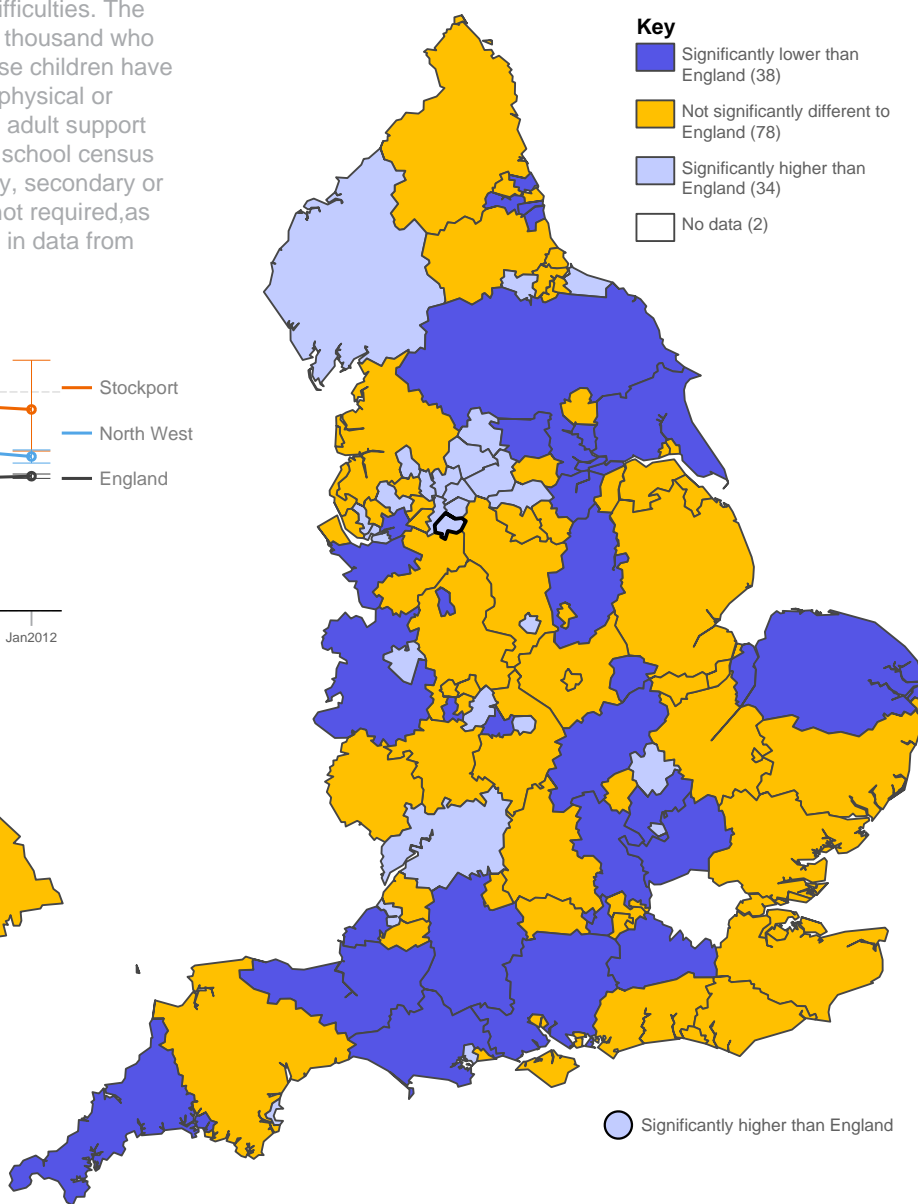 ifficulties. The
thousand who
se children have
physical or
adult support
school census
y, secondary or
not required,as
in data from
Key
Significantly lower than
England (38)
Not significantly different to
England (78)
Significantly higher than
England (34)
No data (2)
Stockport
North West
England
Jan2012
Significantly higher than England